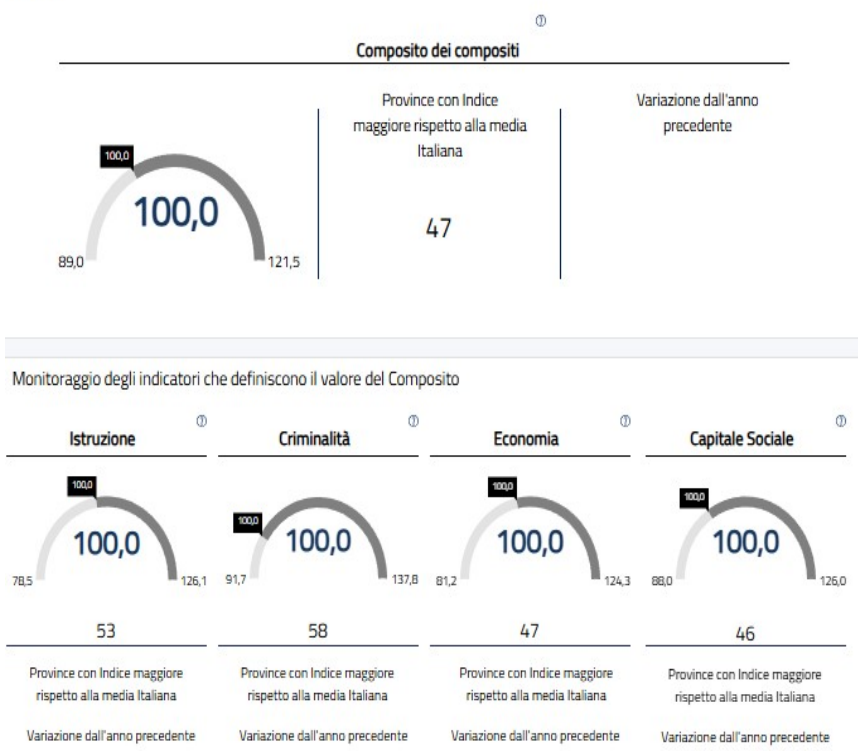 Composito dei compositi
Province con Indice
maggiore rispetto alla media
Italiana
Variazione dall'anno
precedente
100,0
100,0
47
89,0
121,5
Monitoraggio degli indicatori che definiscono il valore del Composito
Istruzione
Criminalità
Economia
Capitale Sociale
100,0
100,0
78,5
126,1
100,0
100,0
91,7
137,8
100,0
100,0
81,2
124,3
100,0
100,0
88,0
126,0
53
58
47
46
Province con Indice maggiore
rispetto alla media Italiana
Variazione dall'anno precedente
Province con Indice maggiore
rispetto alla media Italiana
Variazione dall'anno precedente
Province con Indice maggiore
rispetto alla media Italiana
Variazione dall'anno precedente
Province con Indice maggiore
rispetto alla media Italiana
Variazione dall'anno precedente